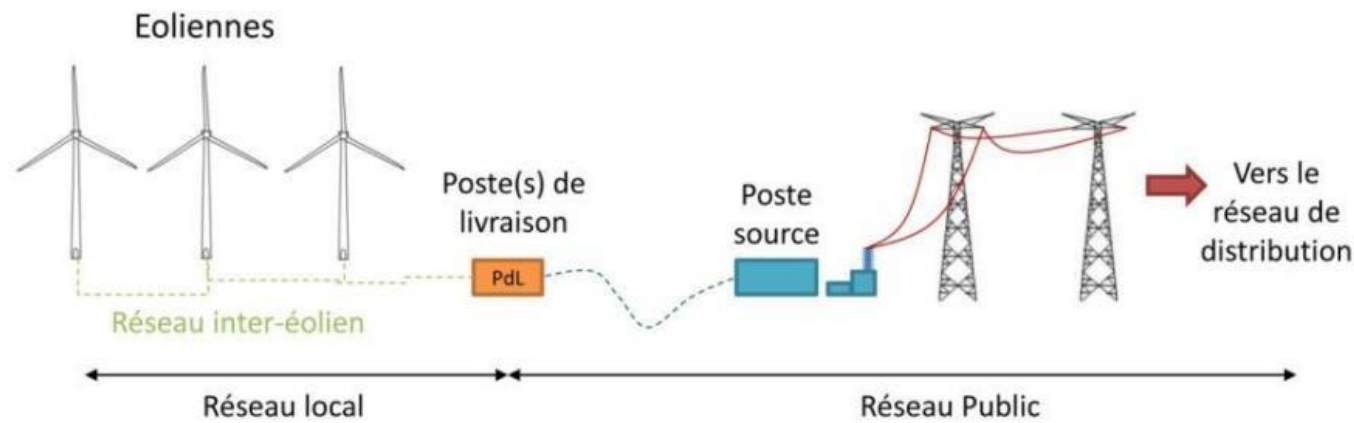 Eoliennes
Poste(s) de
livraison
Poste
source
Vers le
réseau de
distribution
PdL
Réseau inter-éolien
Réseau local
Réseau Public